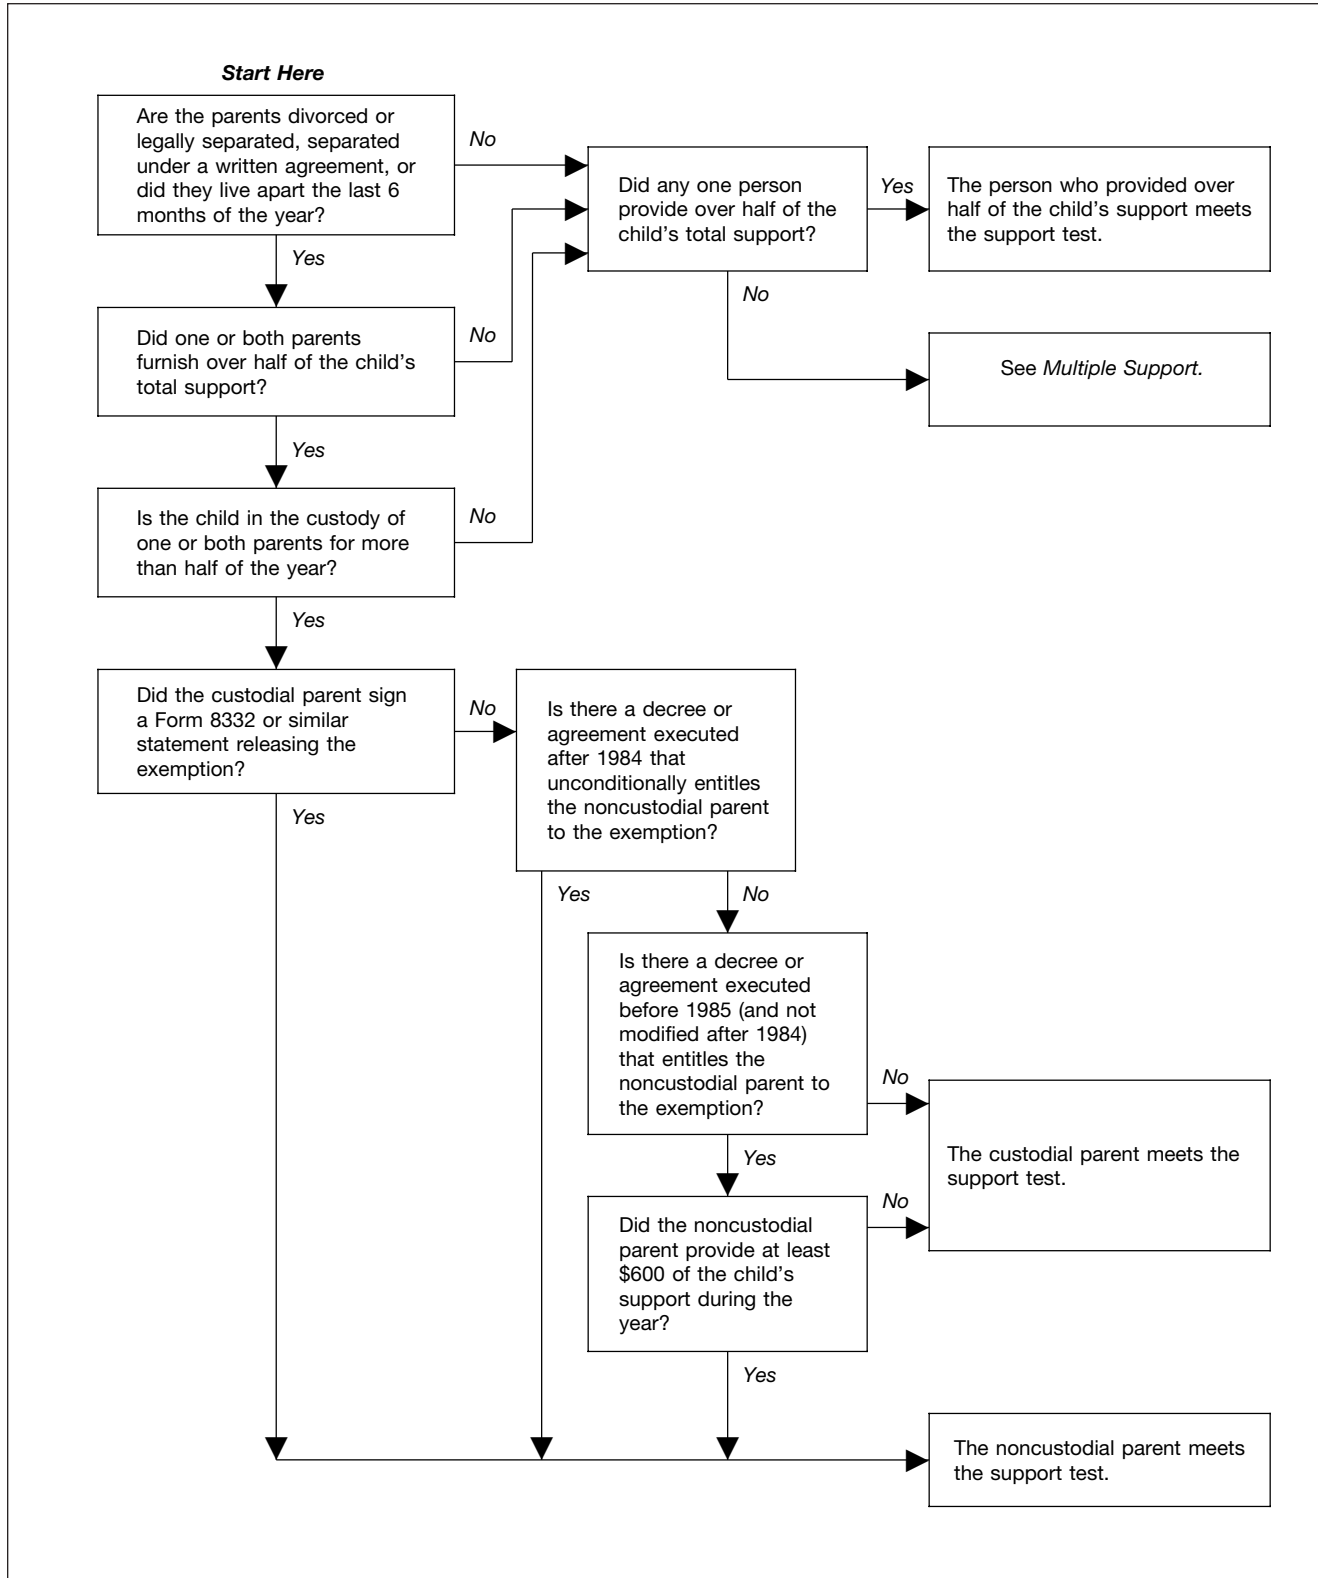 Start Here
Are the parents divorced or
legally separated, separated
under a written agreement, or
did they live apart the last 6
months of the year?
No
Yes
Did any one person
provide over half of the
child's total support?
Yes
No
The person who provided over
half of the child's support meets
the support test.
See Multiple Support.
Did one or both parents
furnish over half of the child's
total support?
No
Yes
Is the child in the custody of
one or both parents for more
than half of the year?
No
Yes
Did the custodial parent sign
a Form 8332 or similar
statement releasing the
exemption?
No
Yes
Is there a decree or
agreement executed
after 1984 that
unconditionally entitles
the noncustodial parent
to the exemption?
Yes
No
Is there a decree or
agreement executed
before 1985 (and not
modified after 1984)
that entitles the
noncustodial parent to
the exemption?
No
Yes
The custodial parent meets the
support test.
Did the noncustodial
parent provide at least
$600 of the child's
support during the
year?
No
Yes
The noncustodial parent meets
the support test.